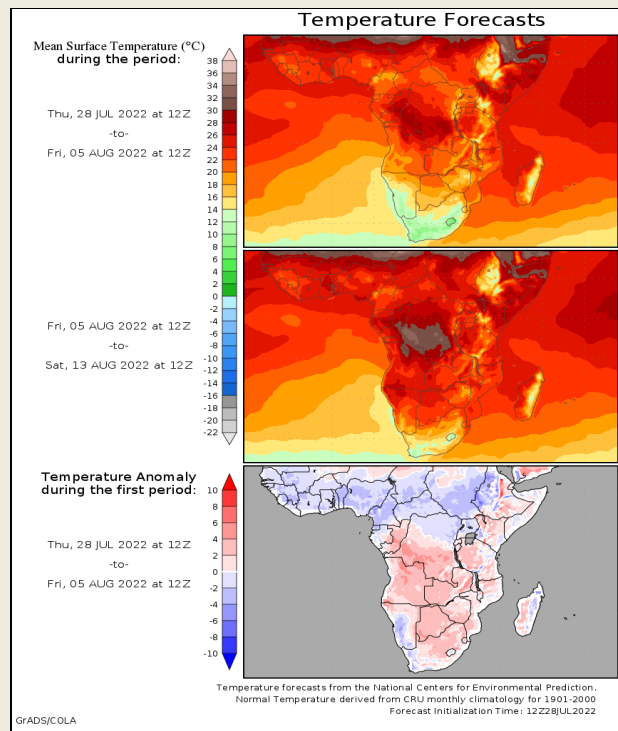 Temperature Forecasts
Mean Surface Temperature (°C)
during the period:
Thu, 28 JUL 2022 at 12Z
-to-
Fri, 05 AUG 2022 at 12Z
38
36
34
32
30
28
26
24
22
20
18
16
14
12
10
8
6
4
2
0
-2
-4
-6
-8
-10
-12
-14
-16
-18
-20
-22
Fri, 05 AUG 2022 at 12Z
-to-
Sat, 13 AUG 2022 at 12Z
Temperature Anomaly
during the first period:
Thu, 28 JUL 2022 at 12Z
-to-
Fri, 05 AUG 2022 at 12Z
10
8
6
4
2
0
-2
-4
-6
-8
-10
Temperature forecasts from the National Centers for Environmental Prediction.
Normal Temperature derived from CRU monthly climatology for 1901-2000
Forecast Initialization Time: 12Z28JUL2022
GrADS/COLA